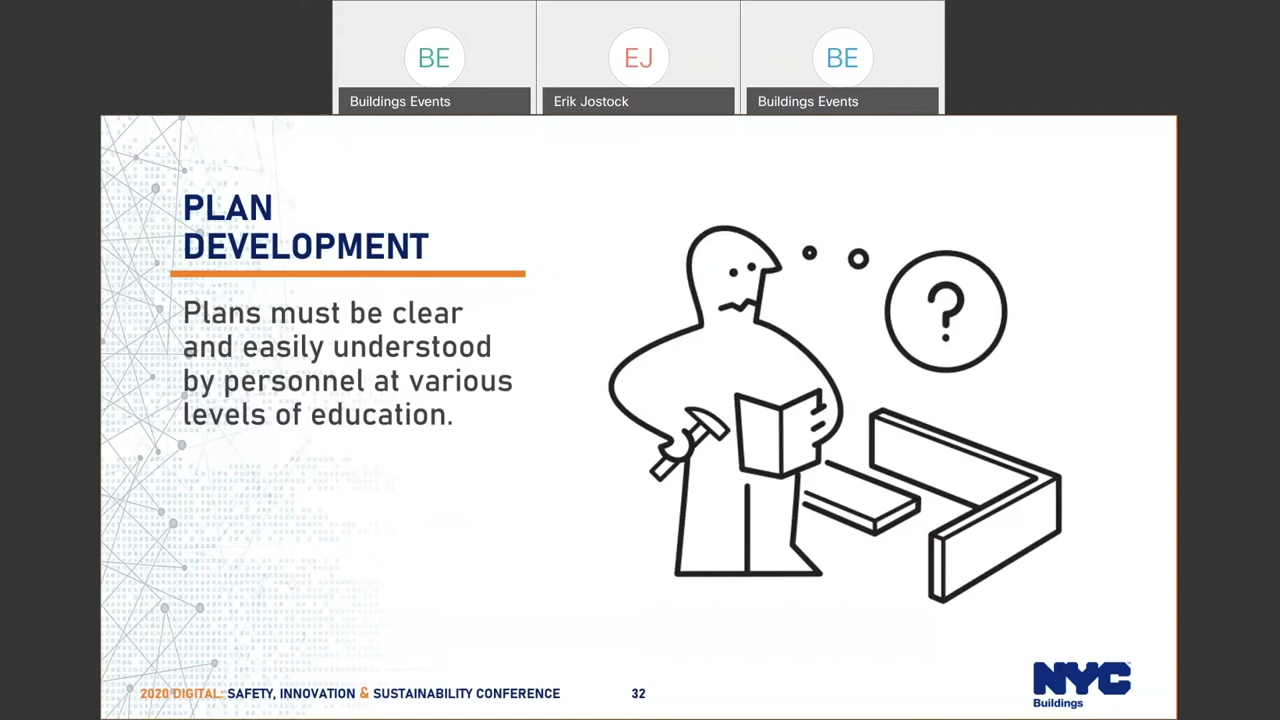 BE
EJ
BE
Buildings Events
Erik Jostock
Buildings Events
PLAN
DEVELOPMENT
Plans must be clear
and easily understood
by personnel at various
levels of education.
?
2020 DIGITAL: SAFETY, INNOVATION & SUSTAINABILITY CONFERENCE
32
NYC
Buildings